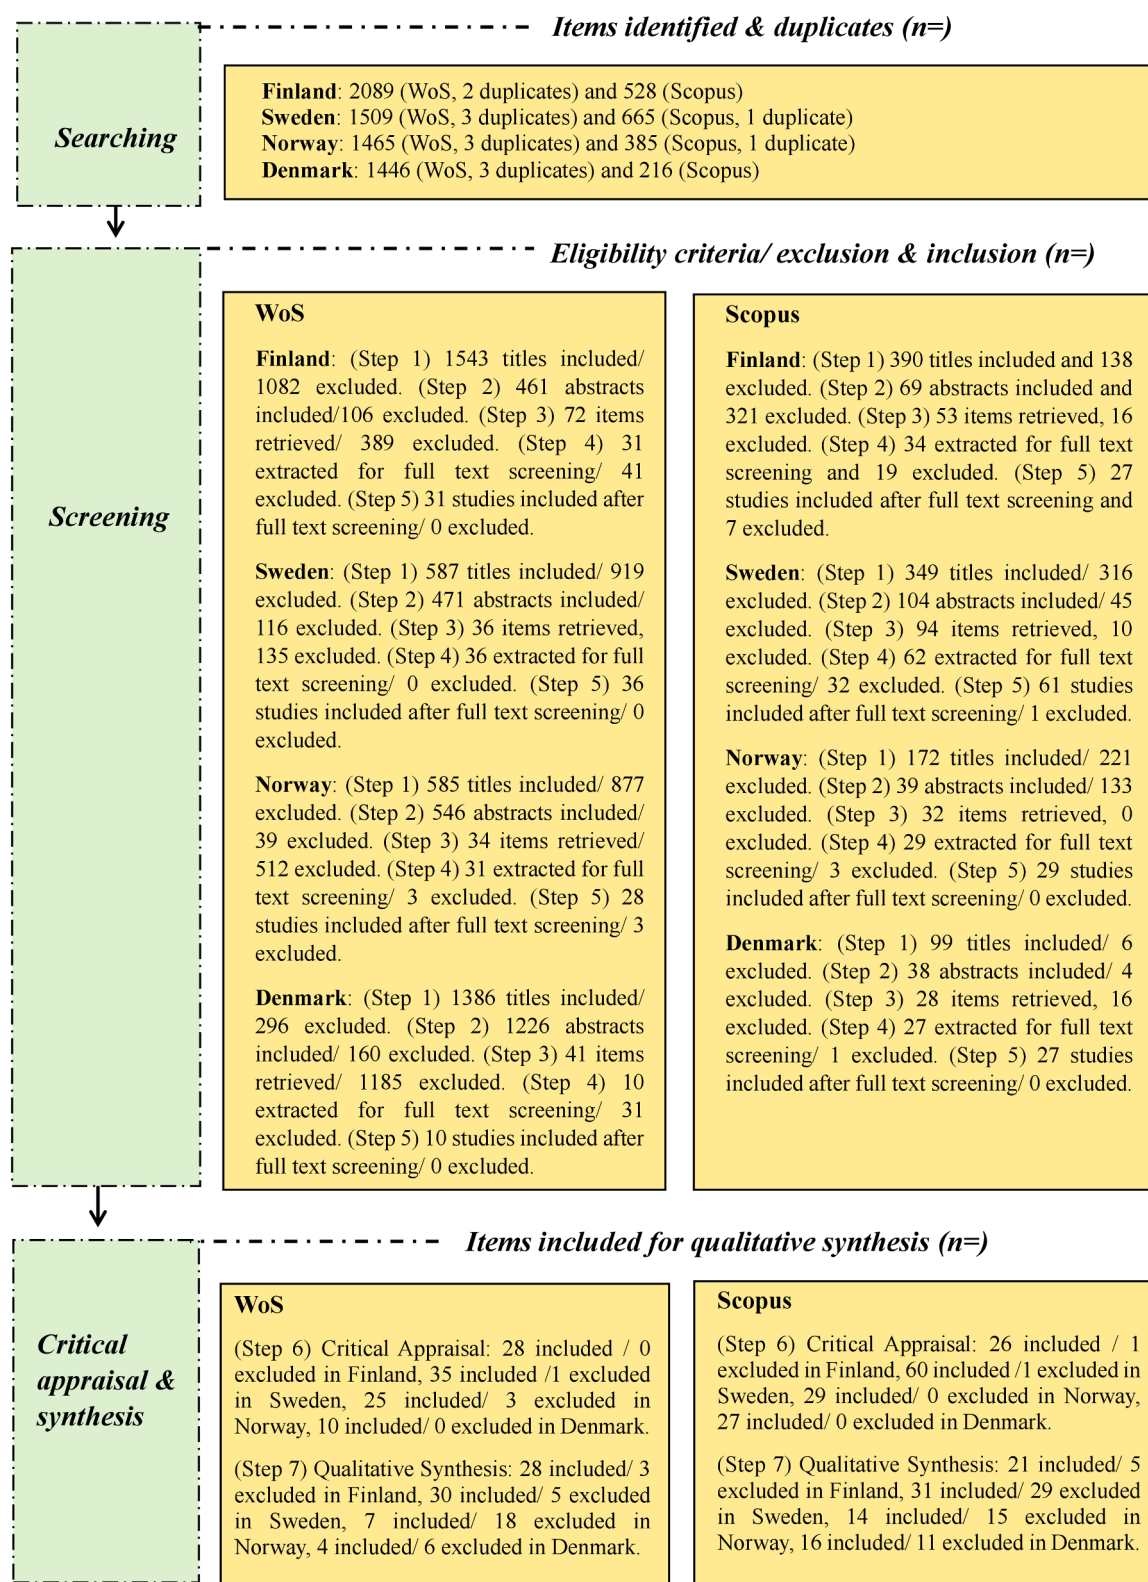 Items identified & duplicates (n=)
Searching
Finland: 2089 (WoS, 2 duplicates) and 528 (Scopus)
Sweden: 1509 (WoS, 3 duplicates) and 665 (Scopus, 1 duplicate)
Norway: 1465 (WoS, 3 duplicates) and 385 (Scopus, 1 duplicate)
Denmark: 1446 (WoS, 3 duplicates) and 216 (Scopus)
Eligibility criteria/ exclusion & inclusion (n=)
Screening
WoS
Finland: (Step 1) 1543 titles included/
1082 excluded. (Step 2) 461 abstracts
included/106 excluded. (Step 3) 72 items
retrieved/ 389 excluded. (Step 4) 31
extracted for full text screening/ 41
excluded. (Step 5) 31 studies included after
full text screening/ 0 excluded.
Sweden: (Step 1) 587 titles included/ 919
excluded. (Step 2) 471 abstracts included/
116 excluded. (Step 3) 36 items retrieved,
135 excluded. (Step 4) 36 extracted for full
text screening/ 0 excluded. (Step 5) 36
studies included after full text screening/ 0
excluded.
Norway: (Step 1) 585 titles included/ 877
excluded. (Step 2) 546 abstracts included/
39 excluded. (Step 3) 34 items retrieved/
512 excluded. (Step 4) 31 extracted for full
text screening/ 3 excluded. (Step 5) 28
studies included after full text screening/ 3
excluded.
Denmark: (Step 1) 1386 titles included/
296 excluded. (Step 2) 1226 abstracts
included/ 160 excluded. (Step 3) 41 items
retrieved/ 1185 excluded. (Step 4) 10
extracted for full text screening/ 31
excluded. (Step 5) 10 studies included after
full text screening/ 0 excluded.
Scopus
Finland: (Step 1) 390 titles included and 138
excluded. (Step 2) 69 abstracts included and
321 excluded. (Step 3) 53 items retrieved, 16
excluded. (Step 4) 34 extracted for full text
screening and 19 excluded. (Step 5) 27
studies included after full text screening and
7 excluded.
Sweden: (Step 1) 349 titles included/ 316
excluded. (Step 2) 104 abstracts included/ 45
excluded. (Step 3) 94 items retrieved, 10
excluded. (Step 4) 62 extracted for full text
screening/ 32 excluded. (Step 5) 61 studies
included after full text screening/ 1 excluded.
Norway: (Step 1) 172 titles included/ 221
excluded. (Step 2) 39 abstracts included/ 133
excluded. (Step 3) 32 items retrieved, 0
excluded. (Step 4) 29 extracted for full text
screening/ 3 excluded. (Step 5) 29 studies
included after full text screening/ 0 excluded.
Denmark: (Step 1) 99 titles included/ 6
excluded. (Step 2) 38 abstracts included/ 4
excluded. (Step 3) 28 items retrieved, 16
excluded. (Step 4) 27 extracted for full text
screening/ 1 excluded. (Step 5) 27 studies
included after full text screening/ 0 excluded.
Items included for qualitative synthesis (n=)
Critical
appraisal &
synthesis
WoS
(Step 6) Critical Appraisal: 28 included / 0
excluded in Finland, 35 included /1 excluded
in Sweden, 25 included/ 3 excluded in
Norway, 10 included/ 0 excluded in Denmark.
(Step 7) Qualitative Synthesis: 28 included/ 3
excluded in Finland, 30 included/ 5 excluded
in Sweden, 7 included/ 18 excluded in
Norway, 4 included/ 6 excluded in Denmark.
Scopus
(Step 6) Critical Appraisal: 26 included / 1
excluded in Finland, 60 included /1 excluded in
Sweden, 29 included/ 0 excluded in Norway,
27 included/ 0 excluded in Denmark.
(Step 7) Qualitative Synthesis: 21 included/ 5
excluded in Finland, 31 included/ 29 excluded
in Sweden, 14 included/ 15 excluded in
Norway, 16 included/ 11 excluded in Denmark.